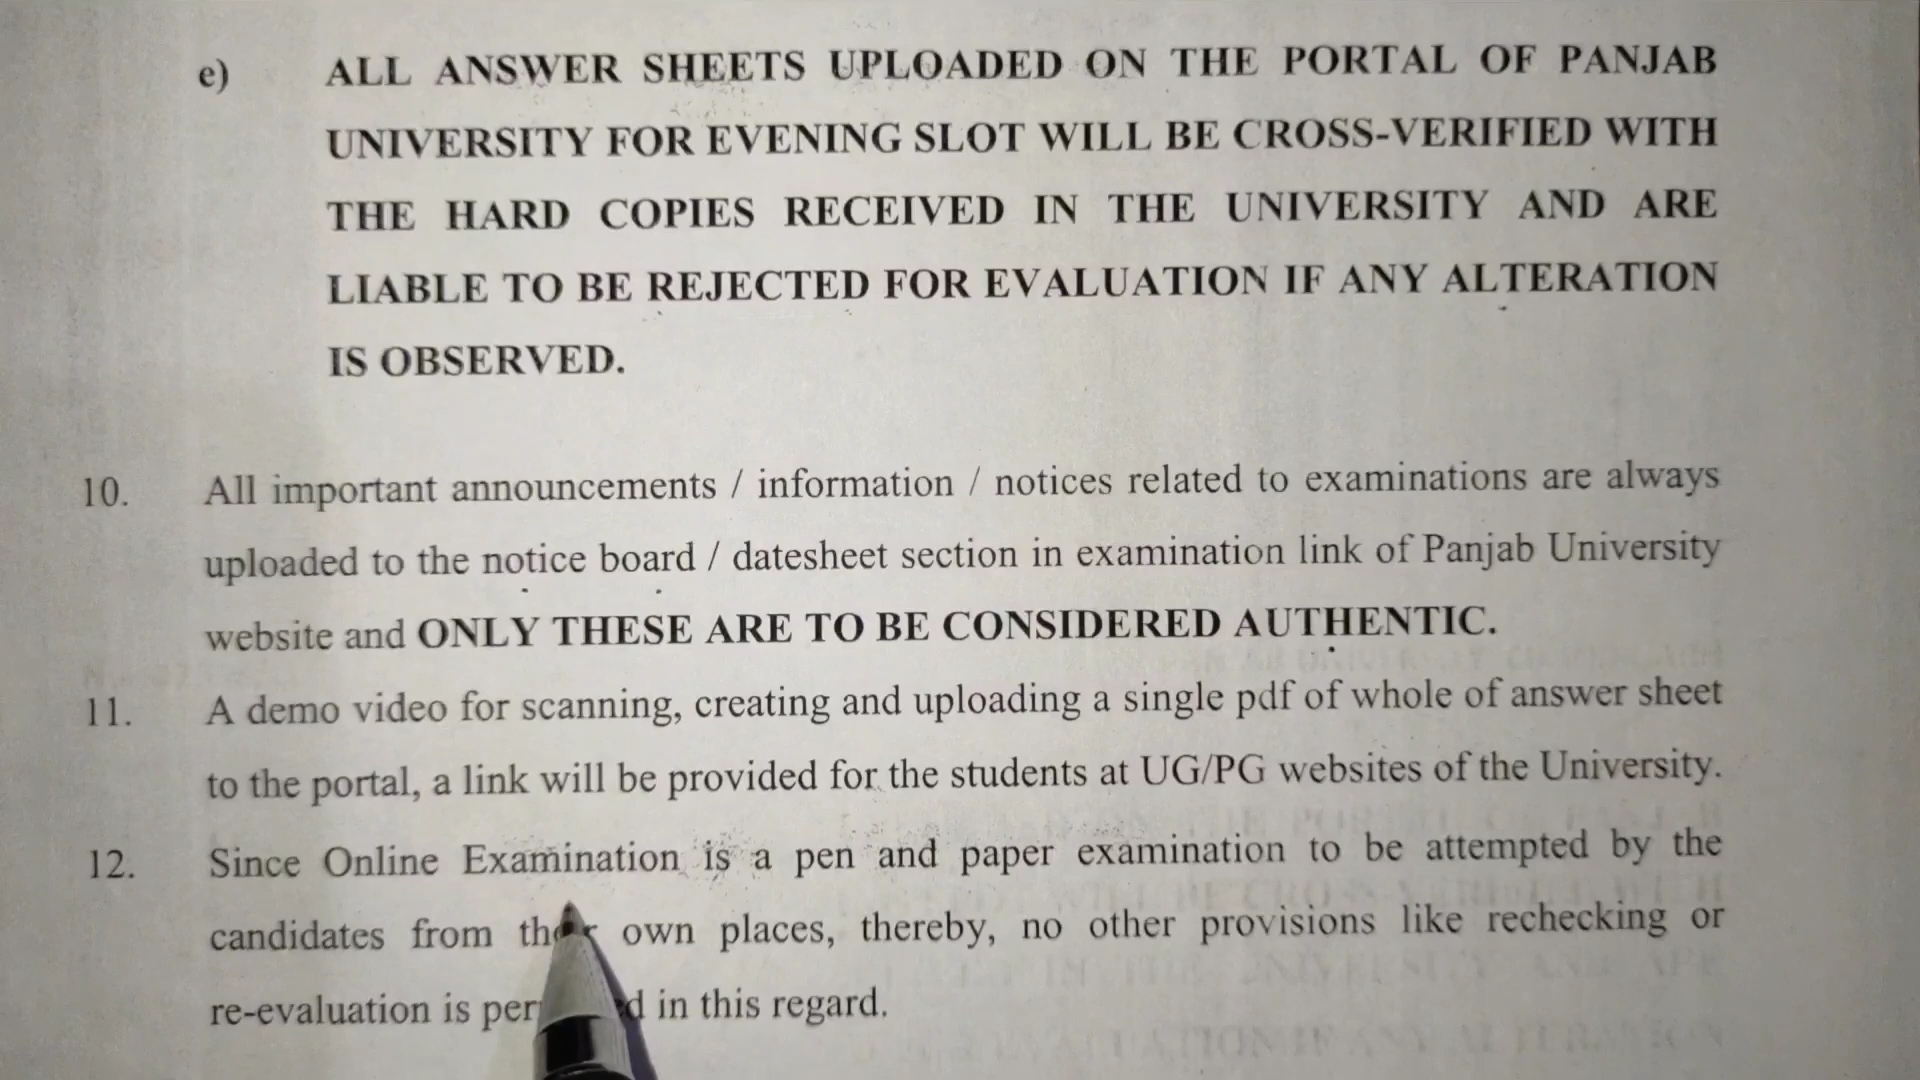 e) ALL ANSWER SHEETS UPLOADED ON THE PORTAL OF PANJAB
UNIVERSITY FOR EVENING SLOT WILL BE CROSS-VERIFIED WITH
THE HARD COPIES RECEIVED IN THE UNIVERSITY AND ARE
LIABLE TO BE REJECTED FOR EVALUATION IF ANY ALTERATION
IS OBSERVED.
10. All important announcements / information / notices related to examinations are always
uploaded to the notice board / datesheet section in examination link of Panjab University
website and ONLY THESE ARE TO BE CONSIDERED AUTHENTIC.
11. A demo video for scanning, creating and uploading a single pdf of whole of answer sheet
to the portal, a link will be provided for the students at UG/PG websites of the University.
12. Since Online Examination is a pen and paper examination to be attempted by the
candidates from their own places, thereby, no other provisions like rechecking or
re-evaluation is in this regard.